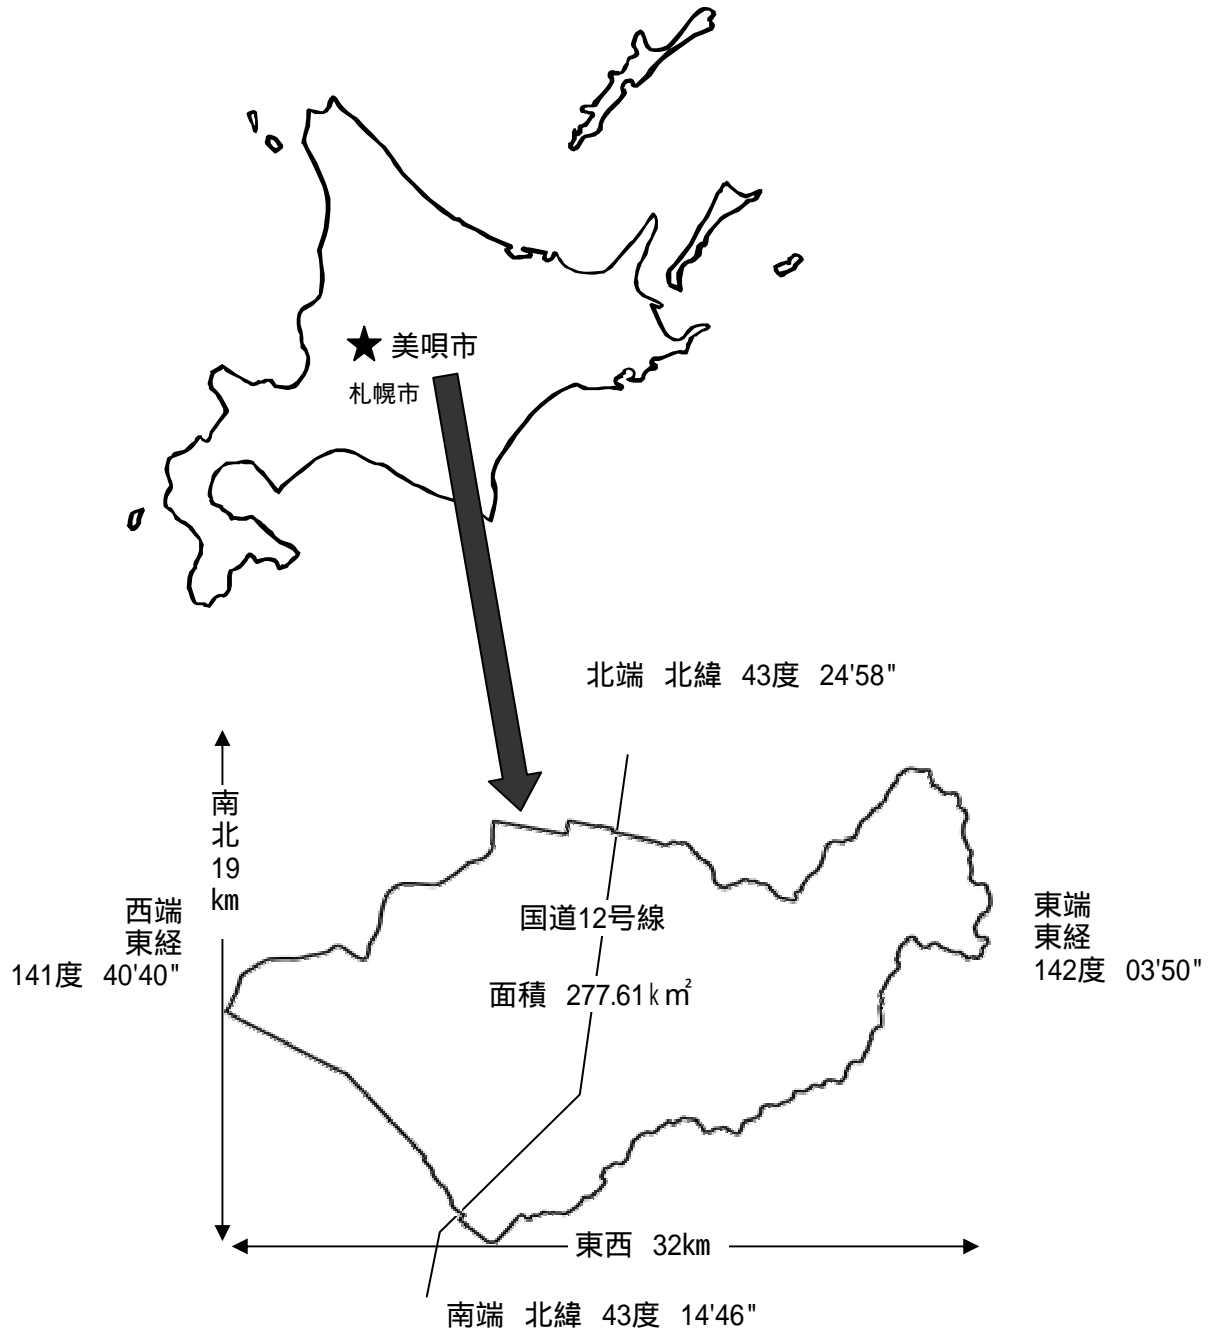 美唄市
札幌市
北端 北緯 43度 24'58"
南
北
19
km
西端
東経
141度 40'40"
国道12号線
面積 277.61k㎡
東端
東経
142度 03'50"
東西 32km
南端 北緯 43度 14'46"